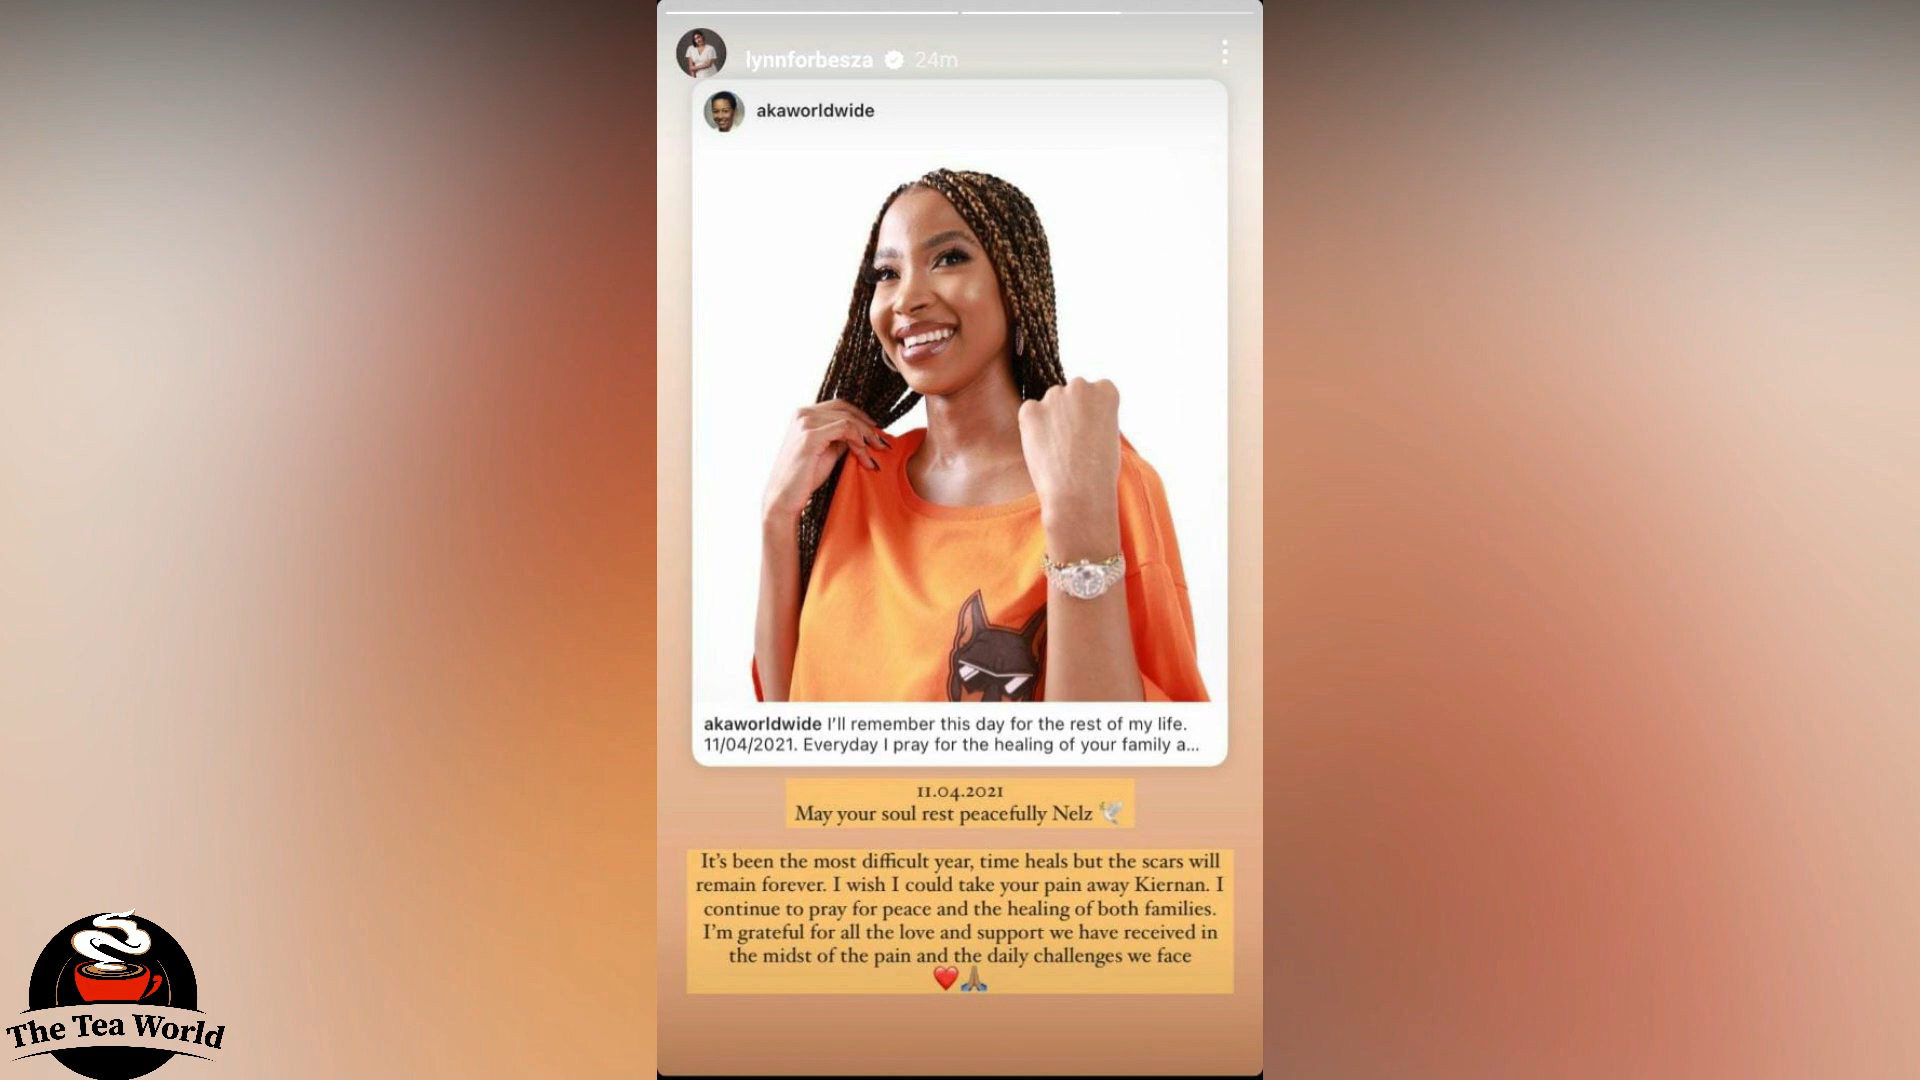 lynnforbesza 24m
akaworldwide
akaworldwide I'll remember this day for the rest of my life.
11/04/2021. Everyday I pray for the healing of your family a...
11.04.2021
May your soul rest peacefully Nelz 🕊️
It's been the most difficult year, time heals but the scars will
remain forever. I wish I could take your pain away Kiernan. I
continue to pray for peace and the healing of both families.
I'm grateful for all the love and support we have received in
the midst of the pain and the daily challenges we face
❤️🙏🏽
The Tea World